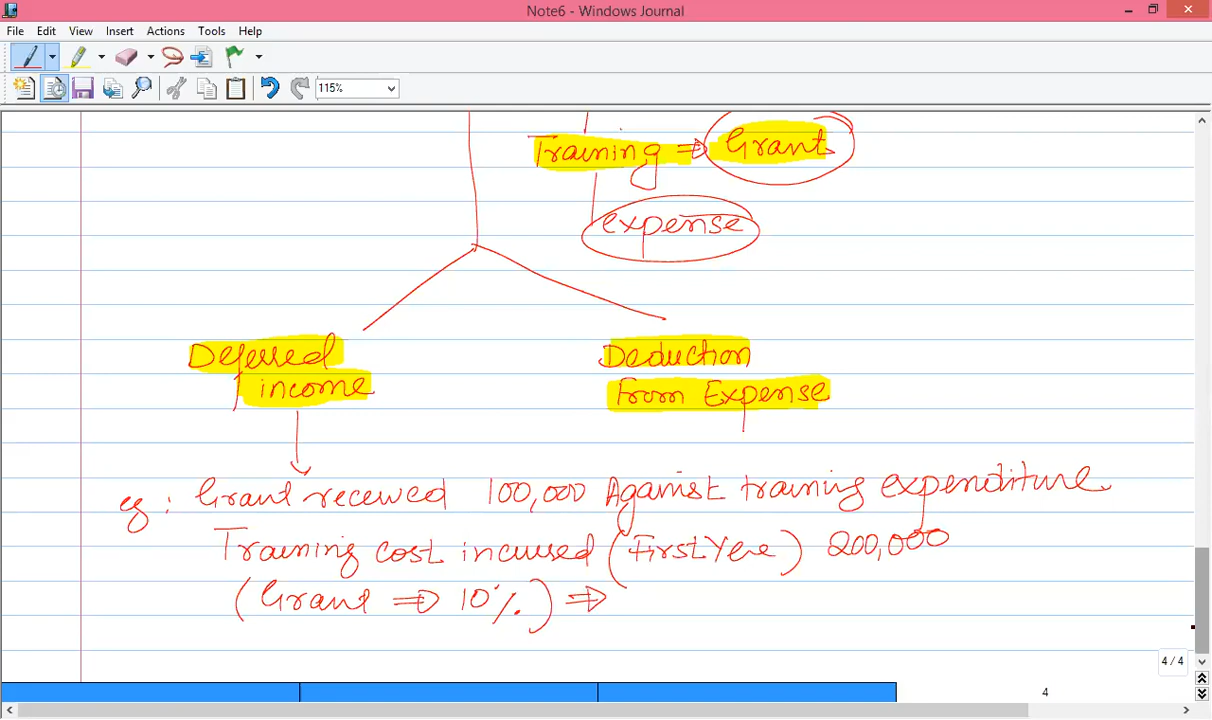 Note6 - Windows Journal
File Edit View Insert Actions Tools Help
115%
Training ⇒ Grant
expense
Deferred
income
Deduction
From Expense
eg: Grant received 100,000 Against training expenditure
Training cost incurred (First Year) 200,000
(Grant ⇒ 10%) ⇒
4 / 4
4